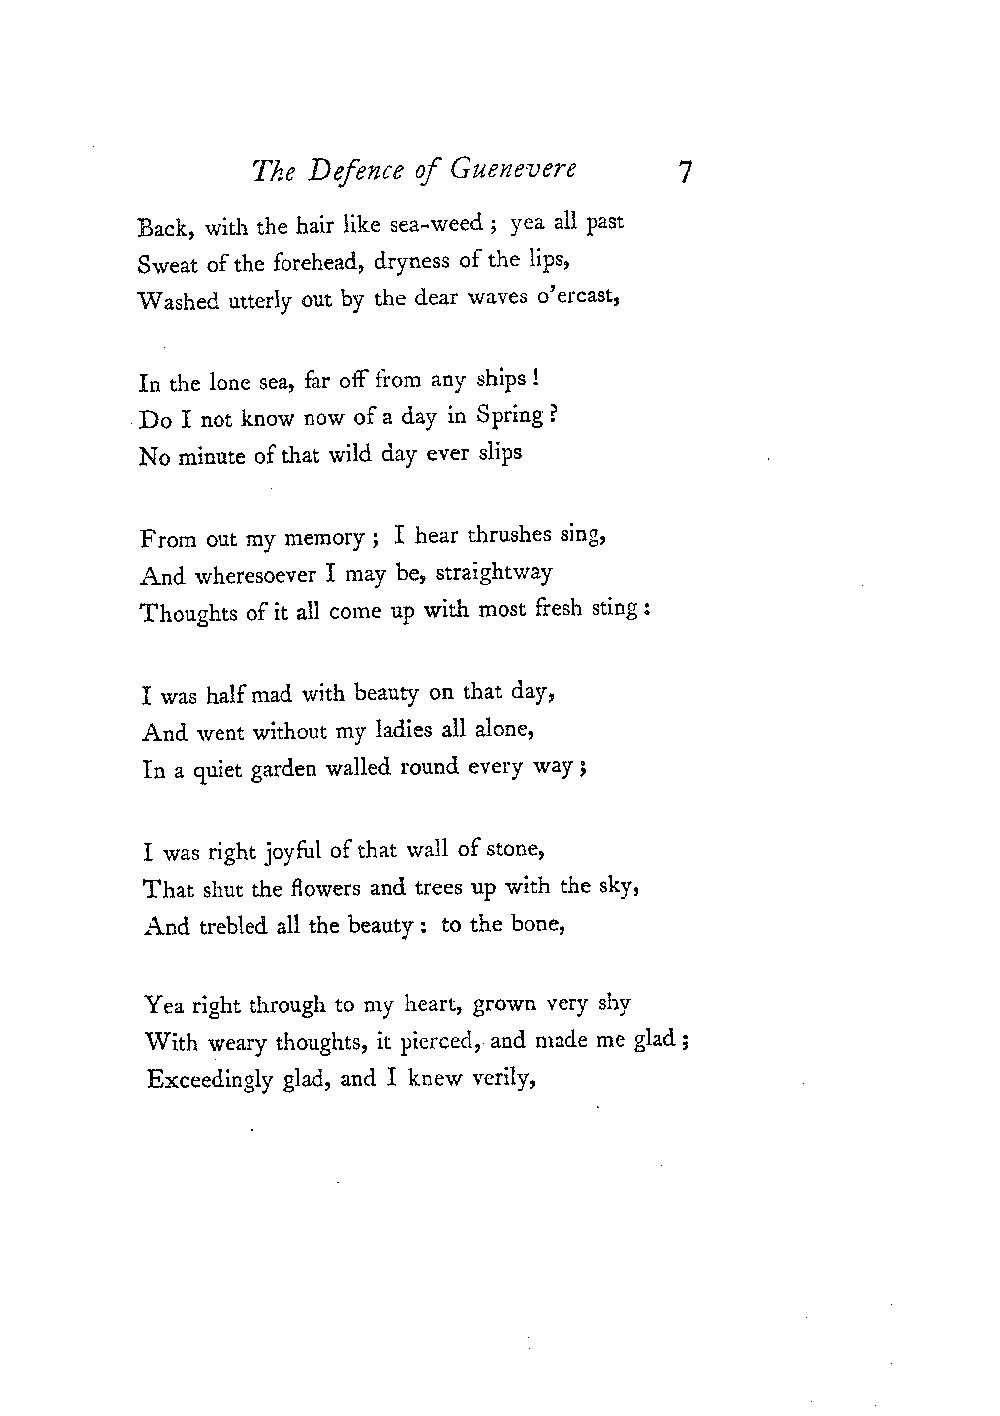 The Defence of Guenevere 7
Back, with the hair like sea-weed ; yea all past
Sweat of the forehead, dryness of the lips,
Washed utterly out by the dear waves o'ercast,
In the lone sea, far off from any ships !
Do I not know now of a day in Spring ?
No minute of that wild day ever slips
From out my memory ; I hear thrushes sing,
And wheresoever I may be, straightway
Thoughts of it all come up with most fresh sting :
I was half mad with beauty on that day,
And went without my ladies all alone,
In a quiet garden walled round every way ;
I was right joyful of that wall of stone,
That shut the flowers and trees up with the sky,
And trebled all the beauty : to the bone,
Yea right through to my heart, grown very shy
With weary thoughts, it pierced, and made me glad ;
Exceedingly glad, and I knew verily,